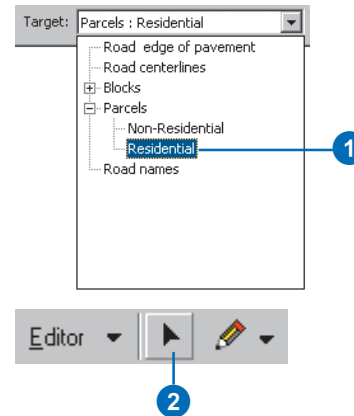 Target: Parcels : Residential
Road edge of pavement
Road centerlines
Blocks
Parcels
Non-Residential
Residential
1
Road names
Editor
2